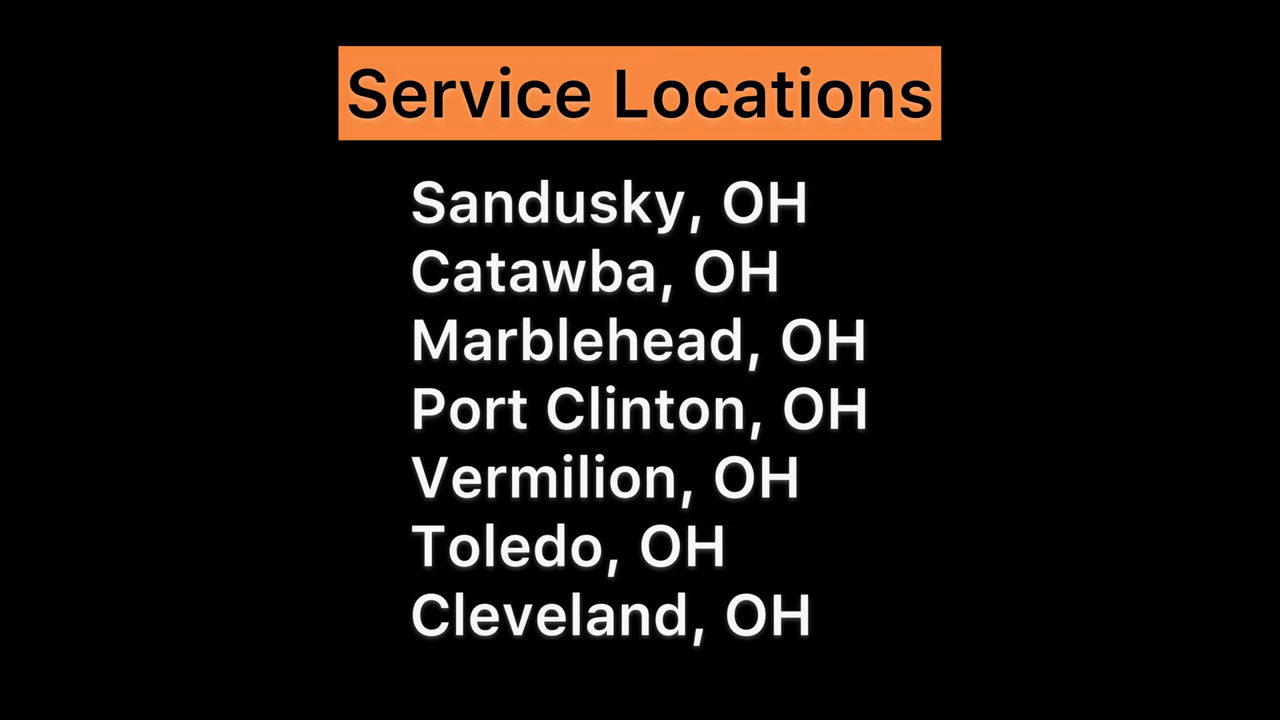 Service Locations
Sandusky, OH
Catawba, OH
Marblehead, OH
Port Clinton, OH
Vermilion, OH
Toledo, OH
Cleveland, OH